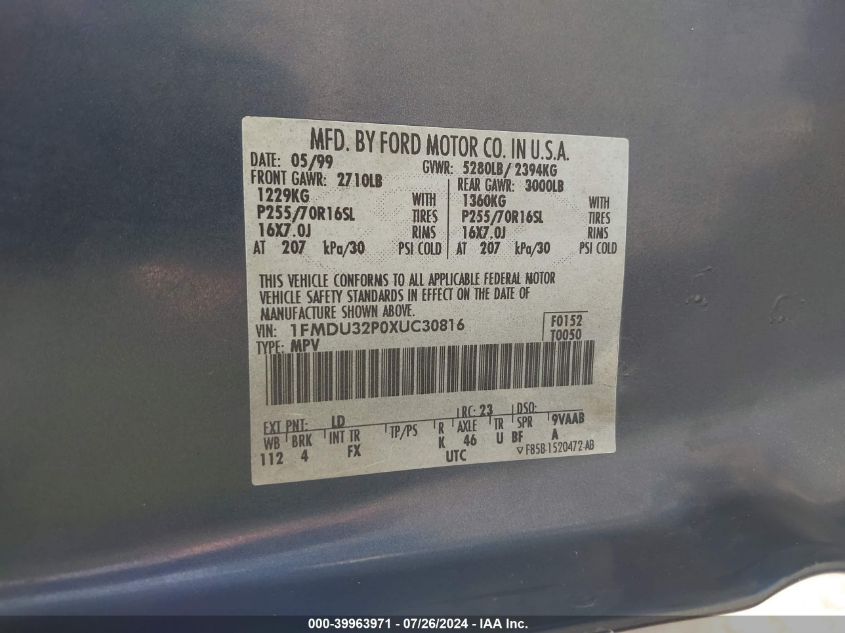 MFD. BY FORD MOTOR CO. IN U.S.A.
DATE: 05/99 GVWR: 5280LB/ 2394KG
FRONT GAWR: 2710LB REAR GAWR: 3000LB
1229KG WITH 1360KG WITH
P255/70R16SL TIRES P255/70R16SL TIRES
16X7.0J RIMS 16X7.0J RIMS
AT 207 kPa/30 PSI COLD AT 207 kPa/30 PSI COLD
THIS VEHICLE CONFORMS TO ALL APPLICABLE FEDERAL MOTOR
VEHICLE SAFETY STANDARDS IN EFFECT ON THE DATE OF
MANUFACTURE SHOWN ABOVE.
VIN: 1FMDU32P0XUC30816 F0152
TYPE: MPV T0050
EXT PNT: LD RC: 23 DSO:
WB BRK INT TR TP/PS R AXLE TR SPR 9VAAB
112 4 FX K 46 U BF A
UTC ▽ F85B-1520472-AB
000-39963971 / 07/26/2024 - IAA Inc.